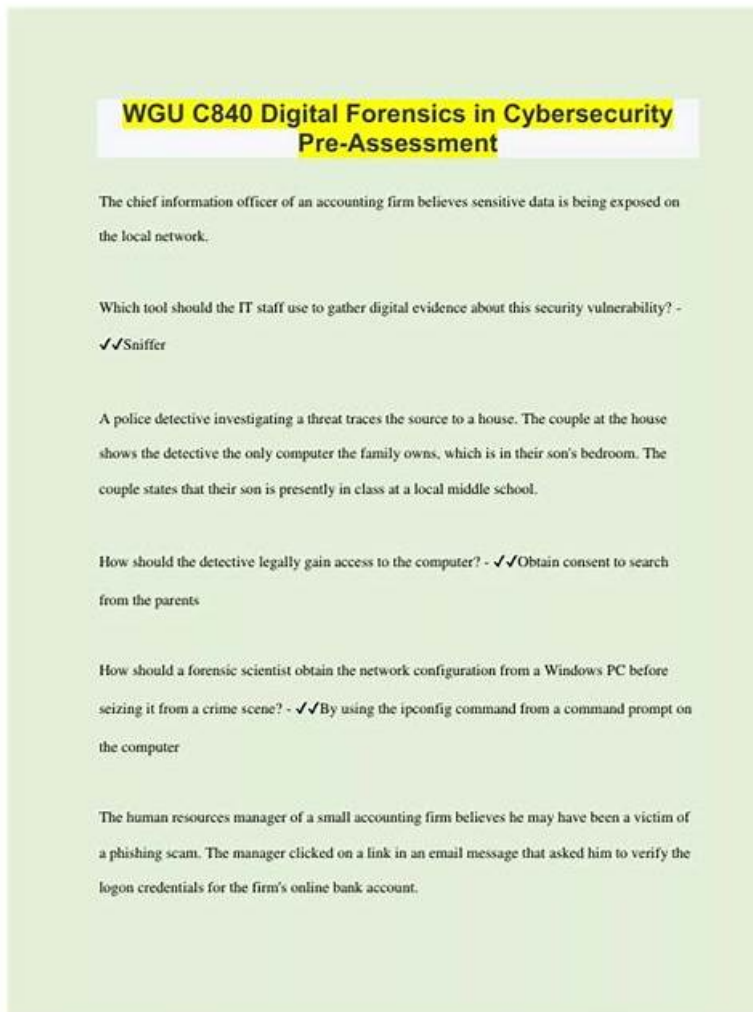 WGU C840 Digital Forensics in Cybersecurity
Pre-Assessment
The chief information officer of an accounting firm believes sensitive data is being exposed on
the local network.
Which tool should the IT staff use to gather digital evidence about this security vulnerability? -
✓✓Sniffer
A police detective investigating a threat traces the source to a house. The couple at the house
shows the detective the only computer the family owns, which is in their son's bedroom. The
couple states that their son is presently in class at a local middle school.
How should the detective legally gain access to the computer? - ✓✓Obtain consent to search
from the parents
How should a forensic scientist obtain the network configuration from a Windows PC before
seizing it from a crime scene? - ✓✓By using the ipconfig command from a command prompt on
the computer
The human resources manager of a small accounting firm believes he may have been a victim of
a phishing scam. The manager clicked on a link in an email message that asked him to verify the
logon credentials for the firm's online bank account.